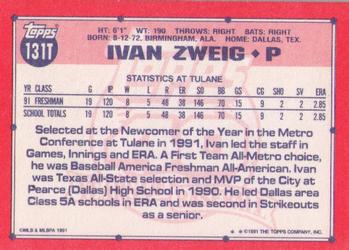 Topps
131T
HT: 6'1" WT: 190 THROWS: RIGHT BATS: RIGHT
BORN: 8-12-72, BIRMINGHAM, ALA. HOME: DALLAS, TEX.
IVAN ZWEIG • P
STATISTICS AT TULANE
YR CLASS G IP W L R ER SO BB GS CG SHO SV ERA
91 FRESHMAN 19 120 8 5 48 38 146 70 15 9 2 2 2.85
SCHOOL TOTALS 19 120 8 5 48 38 146 70 15 9 2 2 2.85
Selected at the Newcomer of the Year in the Metro
Conference at Tulane in 1991, Ivan led the staff in
Games, Innings and ERA. A First Team All-Metro choice,
he was Baseball America Freshman All-American. Ivan
was Texas All-State selection and MVP of the City at
Pearce (Dallas) High School in 1990. He led Dallas area
Class 5A schools in ERA and was second in Strikeouts
as a senior.
©MLB & MLBPA 1991
©1991 THE TOPPS COMPANY, INC.